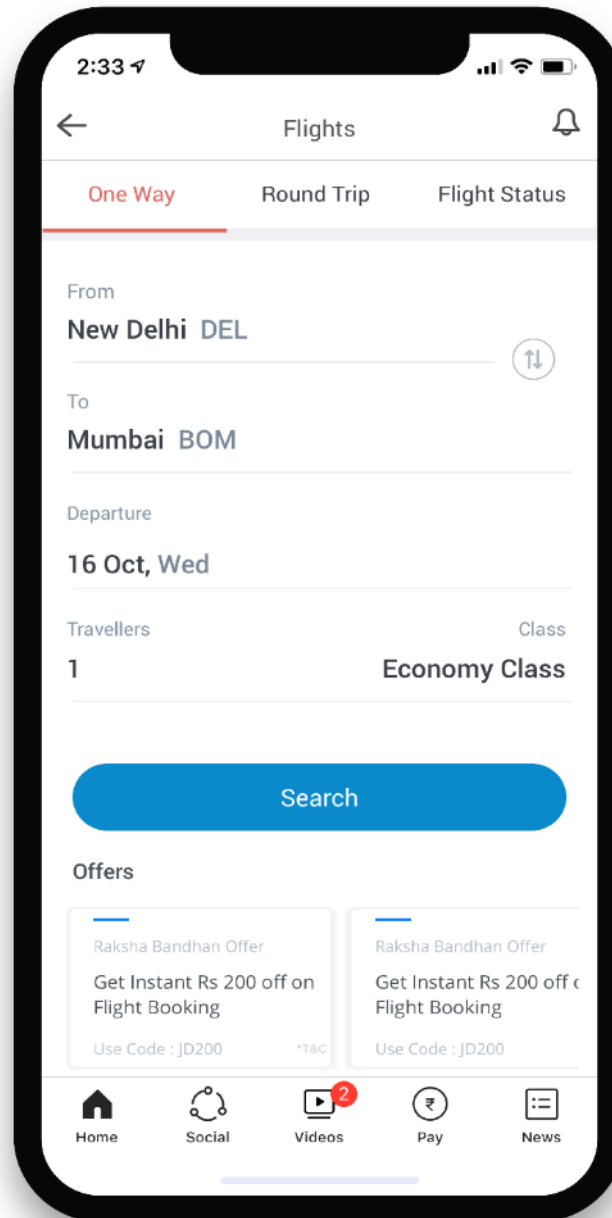 2:33
Flights
One Way Round Trip Flight Status
From
New Delhi DEL
To
Mumbai BOM
Departure
16 Oct, Wed
Travellers Class
1 Economy Class
Search
Offers
Raksha Bandhan Offer
Get Instant Rs 200 off on
Flight Booking
Use Code : JD200 *T&C
Raksha Bandhan Offer
Get Instant Rs 200 off
Flight Booking
Use Code : JD200
2
₹
Home Social Videos Pay News